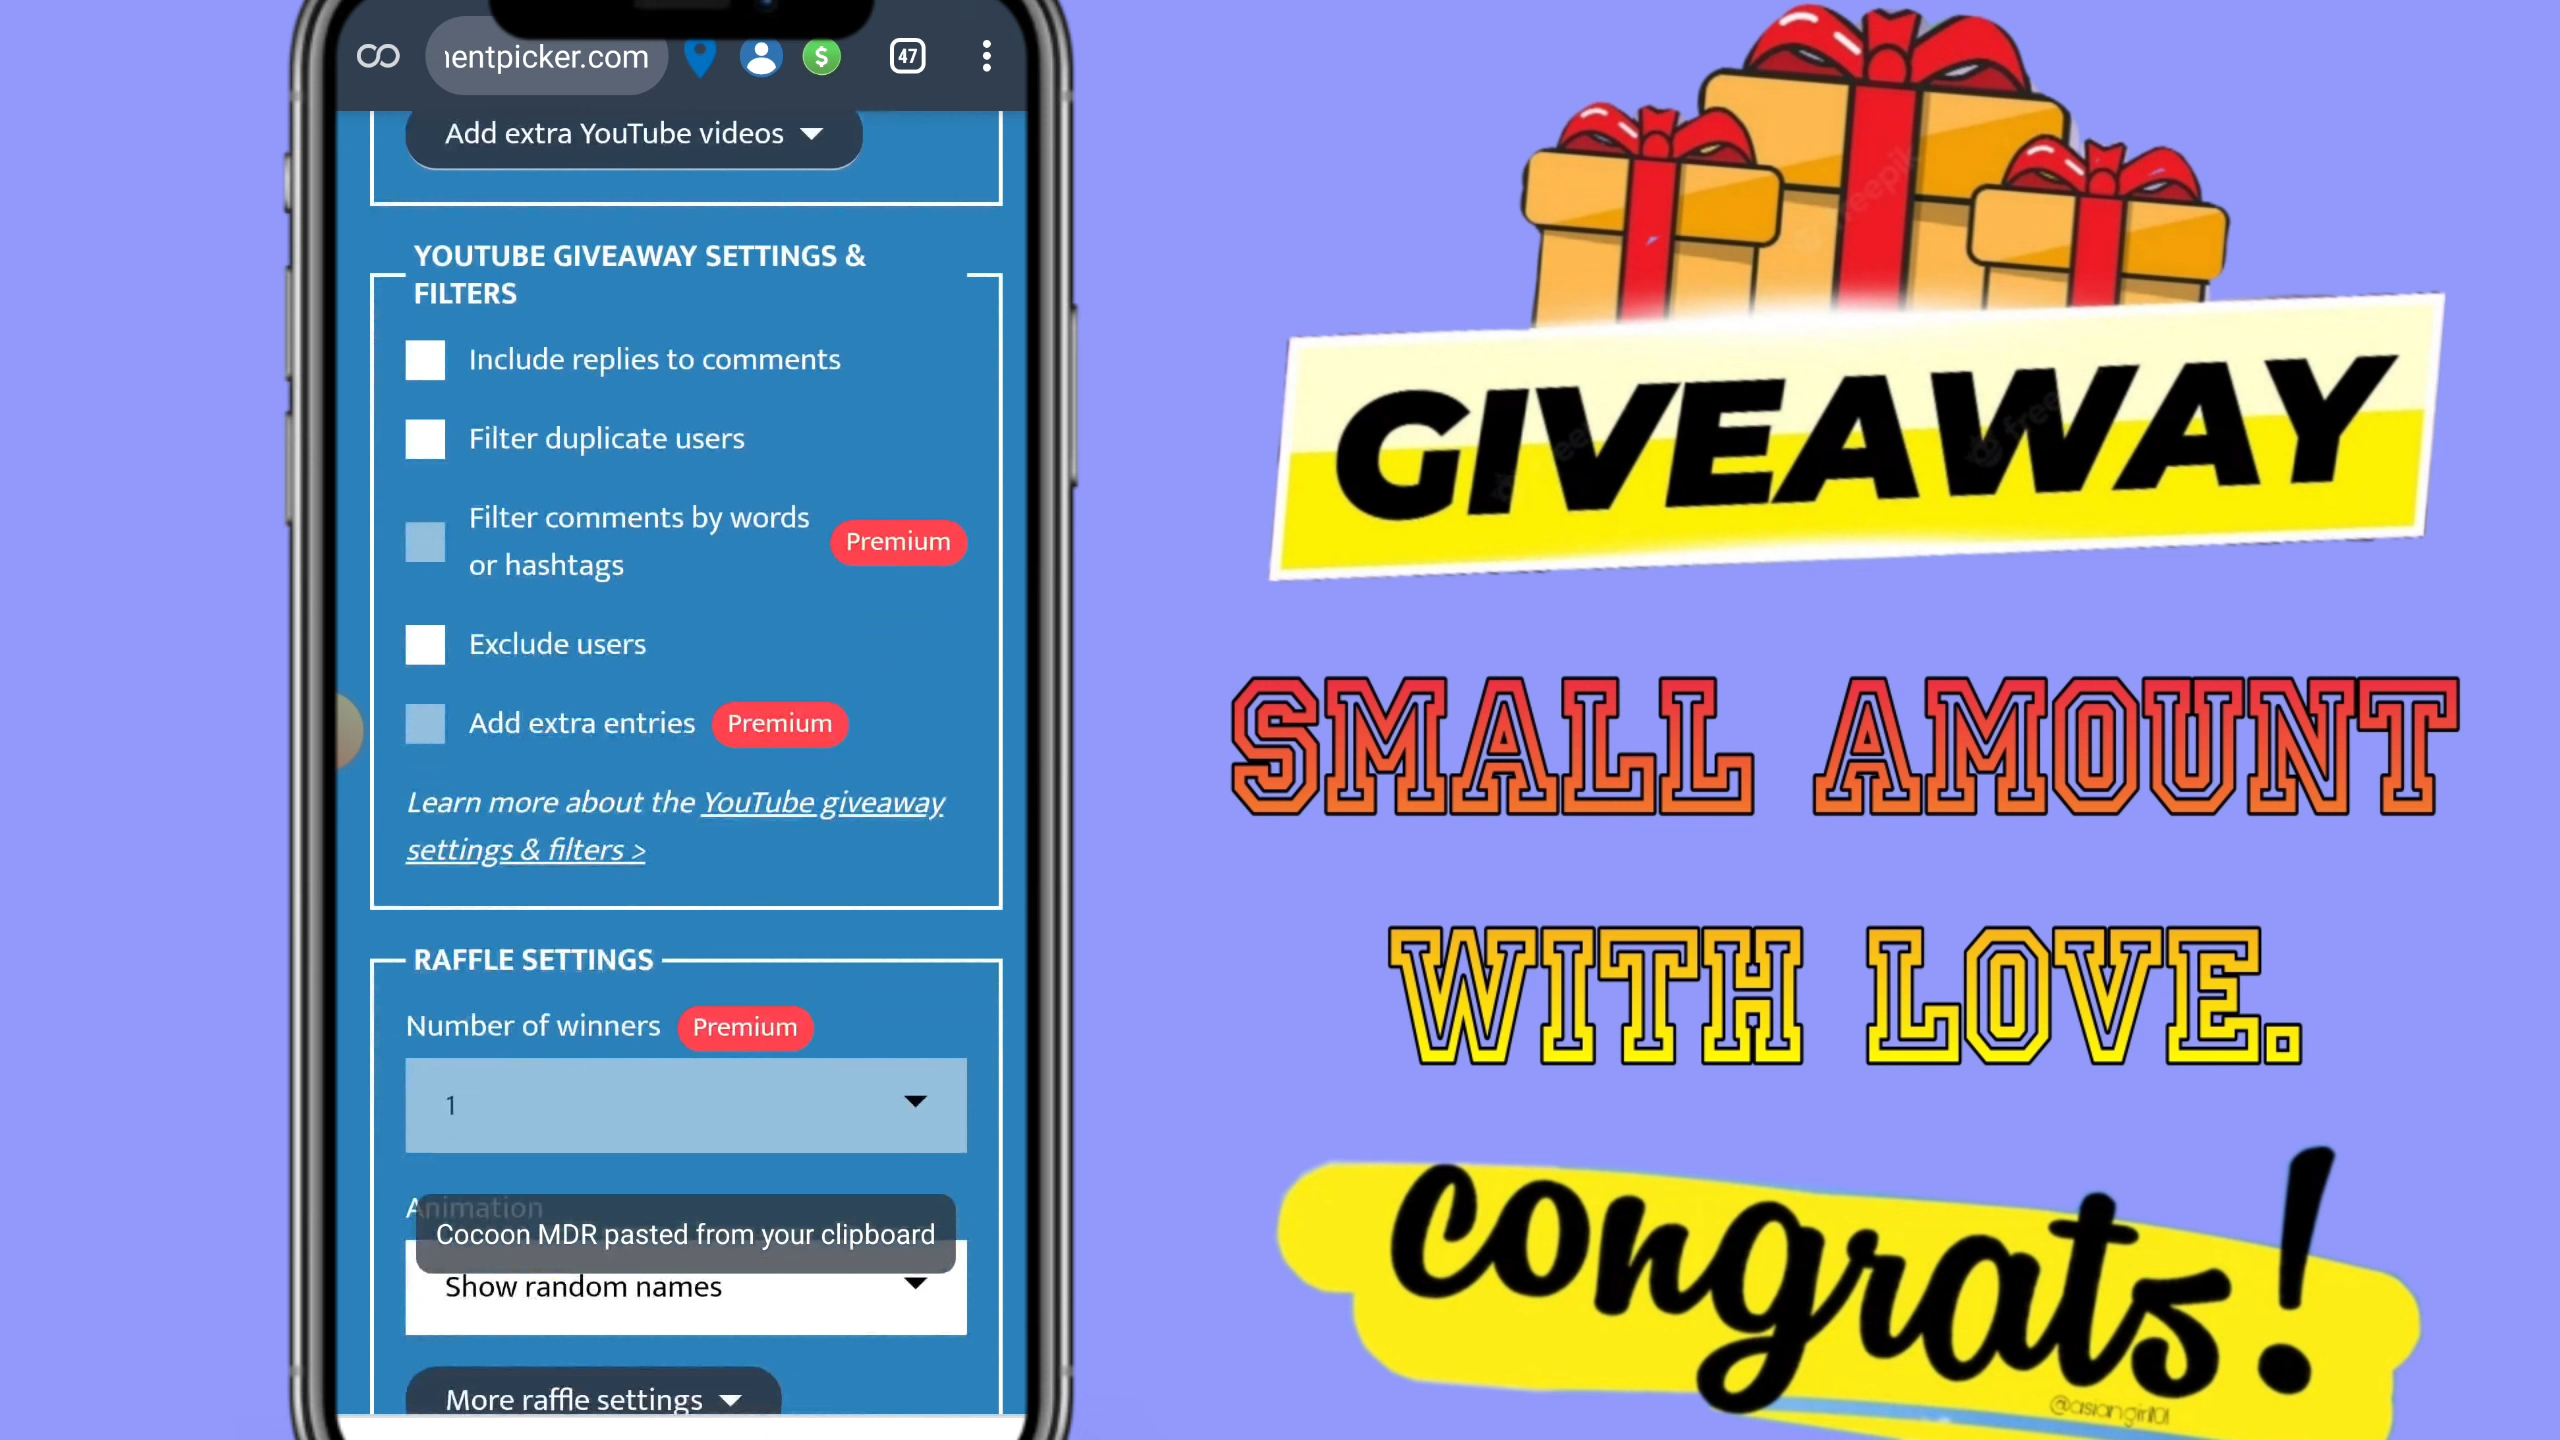 nentpicker.com
47
Add extra YouTube videos
YOUTUBE GIVEAWAY SETTINGS &
FILTERS
Include replies to comments
Filter duplicate users
Filter comments by words
or hashtags
Premium
Exclude users
Add extra entries Premium
Learn more about the YouTube giveaway
settings & filters >
RAFFLE SETTINGS
Number of winners Premium
1
Animation
Cocoon MDR pasted from your clipboard
Show random names
More raffle settings
GIVEAWAY
SMALL AMOUNT
WITH LOVE.
congrats!
@asiangirl101